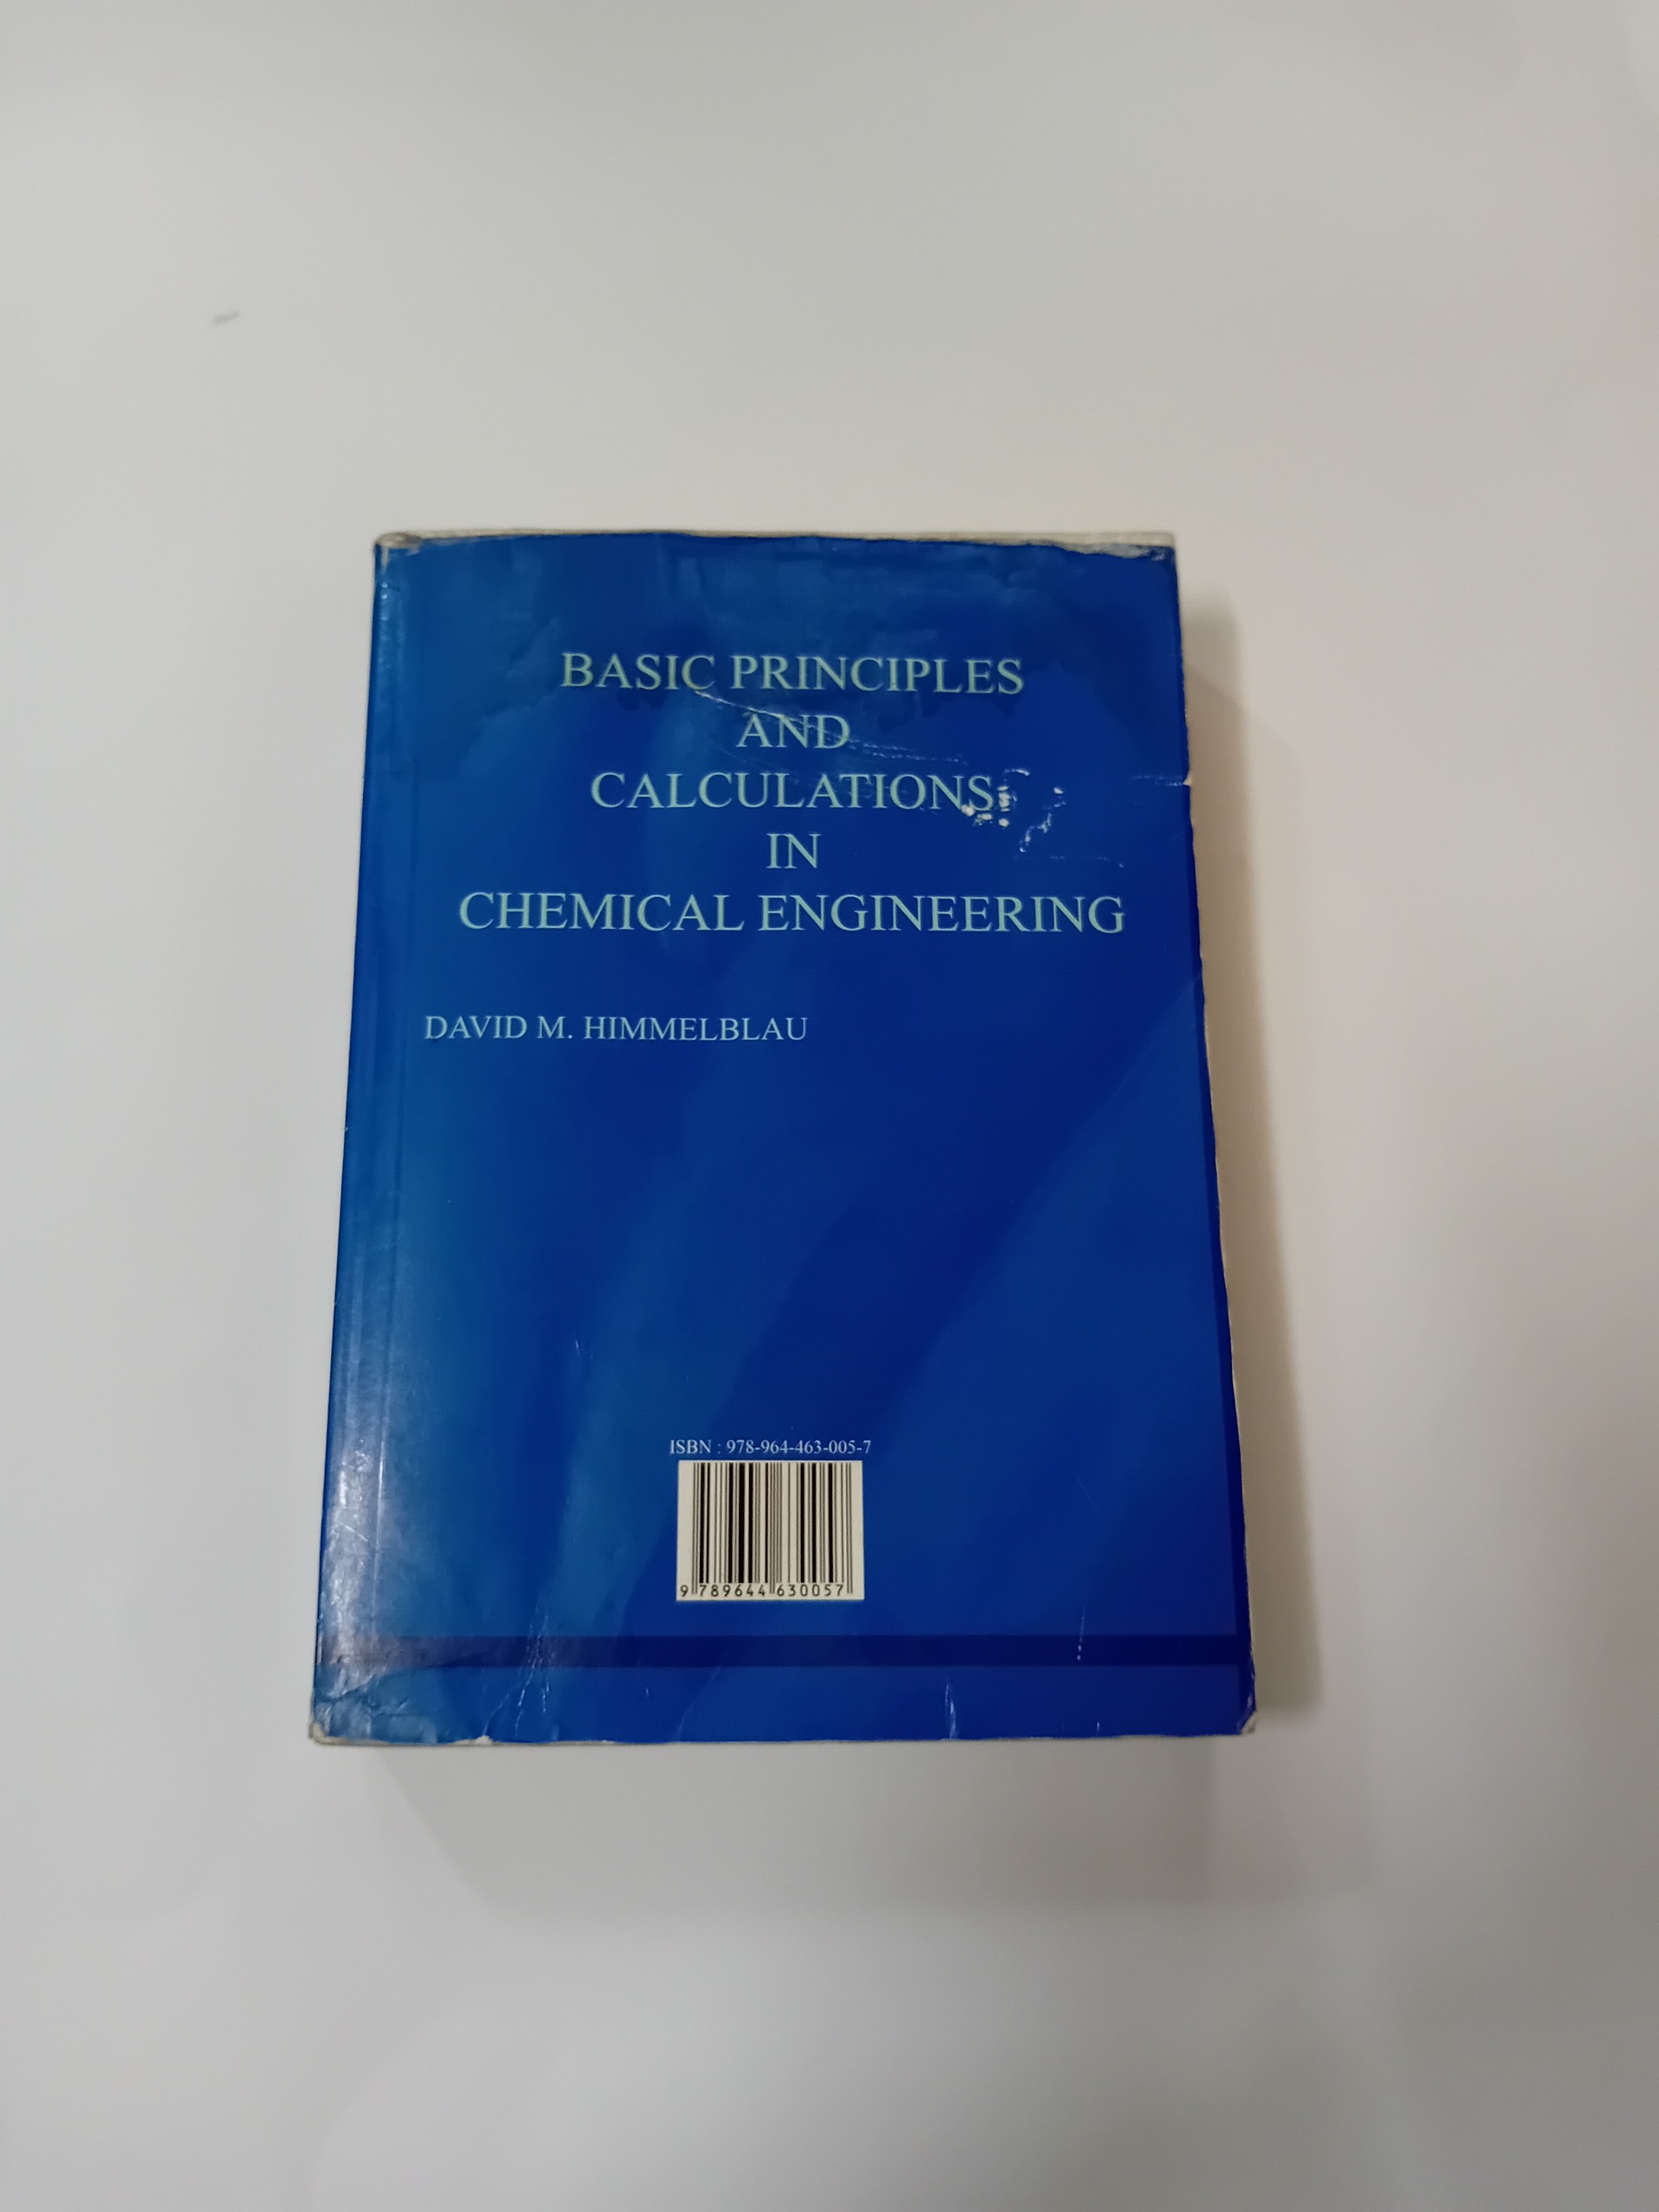 BASIC PRINCIPLES
AND
CALCULATIONS
IN
CHEMICAL ENGINEERING
DAVID M. HIMMELBLAU
ISBN : 978-964-463-005-7
9 789644 630057